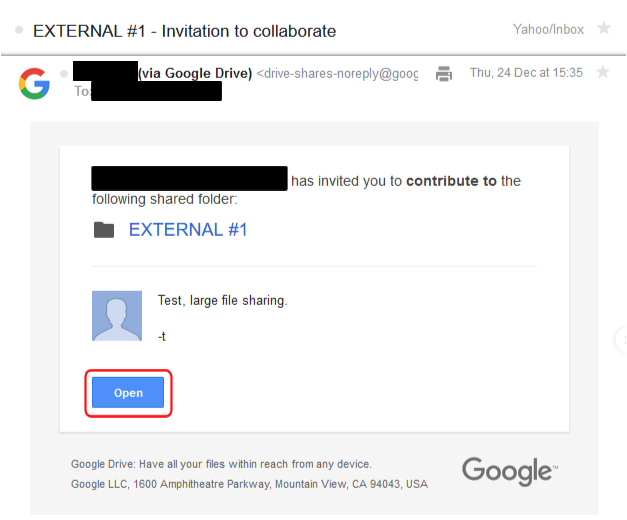 EXTERNAL #1 - Invitation to collaborate
Yahoo/Inbox
(via Google Drive) <drive-shares-noreply@goog
Thu, 24 Dec at 15:35
To:
has invited you to contribute to the
following shared folder:
EXTERNAL #1
Test, large file sharing.
-t
Open
Google Drive: Have all your files within reach from any device.
Google LLC, 1600 Amphitheatre Parkway, Mountain View, CA 94043, USA
Google™